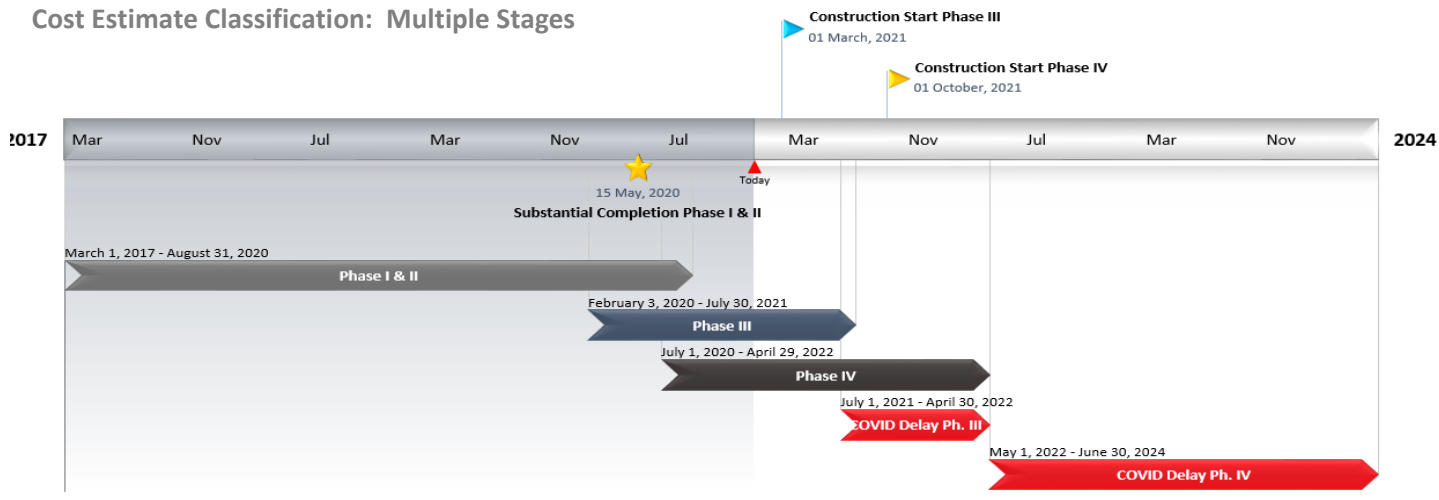 Cost Estimate Classification:  Multiple Stages
Construction Start Phase III
01 March, 2021
Construction Start Phase IV
01 October, 2021
2017 Mar Nov Jul Mar Nov Jul Mar Nov Jul Mar Nov 2024
Today
15 May, 2020
Substantial Completion Phase I & II
March 1, 2017 - August 31, 2020
Phase I & II
February 3, 2020 - July 30, 2021
Phase III
July 1, 2020 - April 29, 2022
Phase IV
July 1, 2021 - April 30, 2022
COVID Delay Ph. III
May 1, 2022 - June 30, 2024
COVID Delay Ph. IV